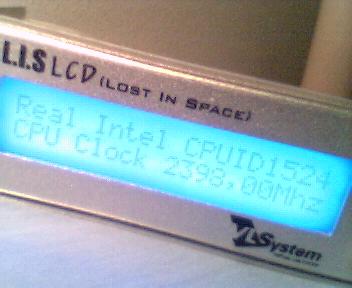 L.I.S LCD (LOST IN SPACE)
Real Intel CPUID1524
CPU Clock 2398,00Mhz
System